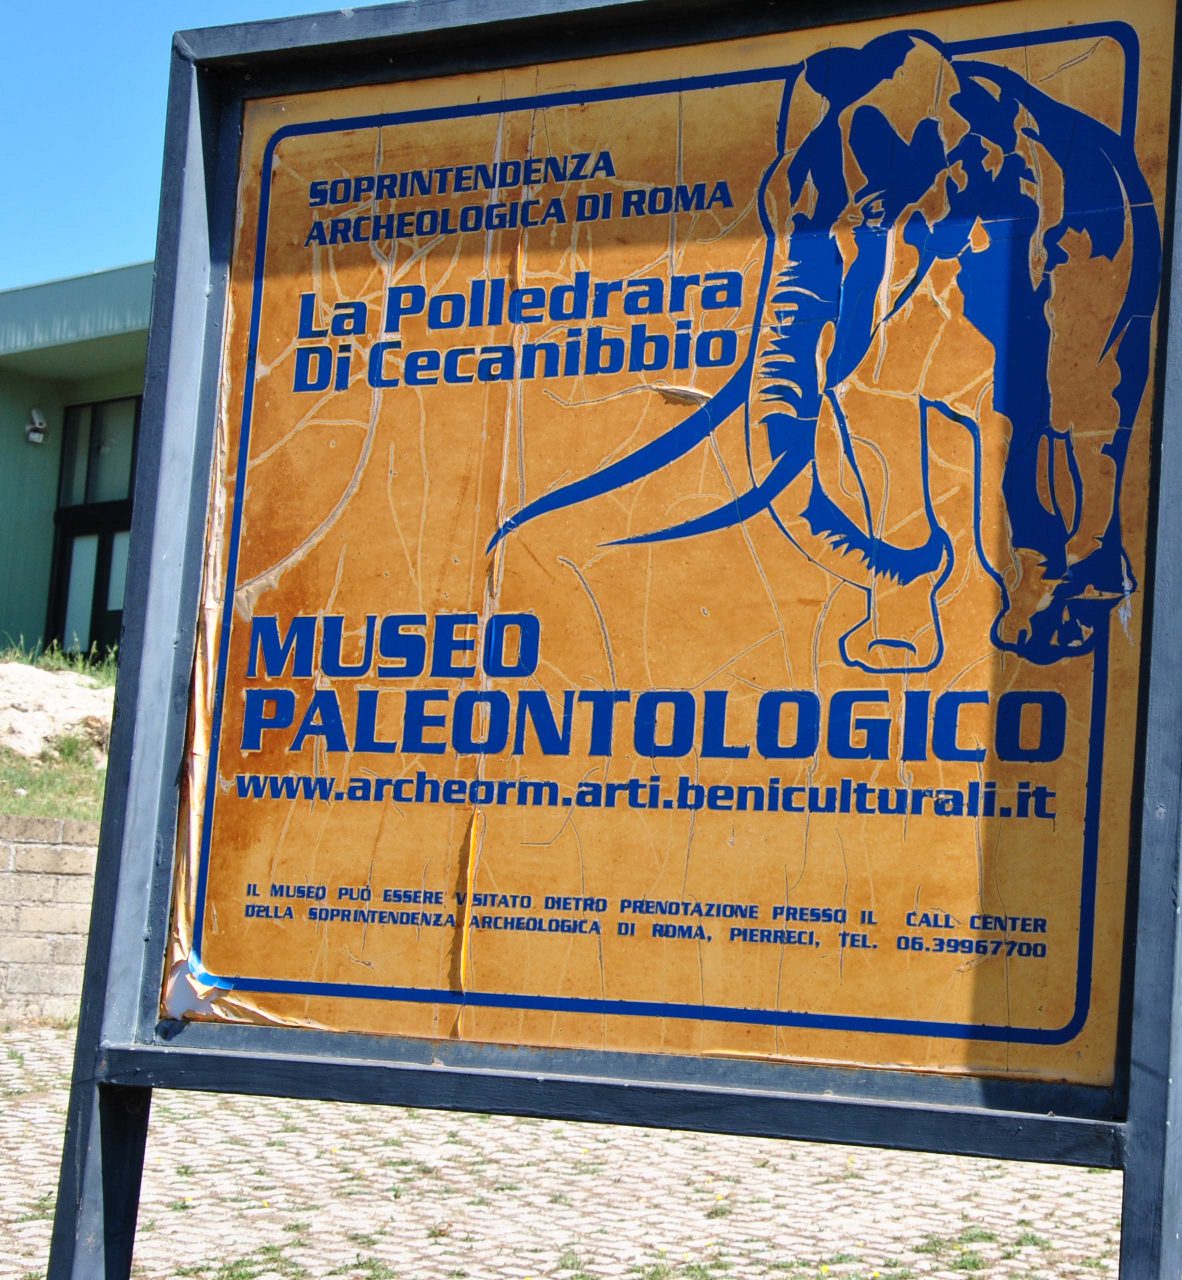 SOPRINTENDENZA
ARCHEOLOGICA DI ROMA
La Polledrara
Di Cecanibbio
MUSEO
PALEONTOLOGICO
www.archeorm.arti.beniculturali.it
IL MUSEO PUÒ ESSERE VISITATO DIETRO PRENOTAZIONE PRESSO IL CALL CENTER
DELLA SOPRINTENDENZA ARCHEOLOGICA DI ROMA, PIERRECI, TEL. 06.39967700